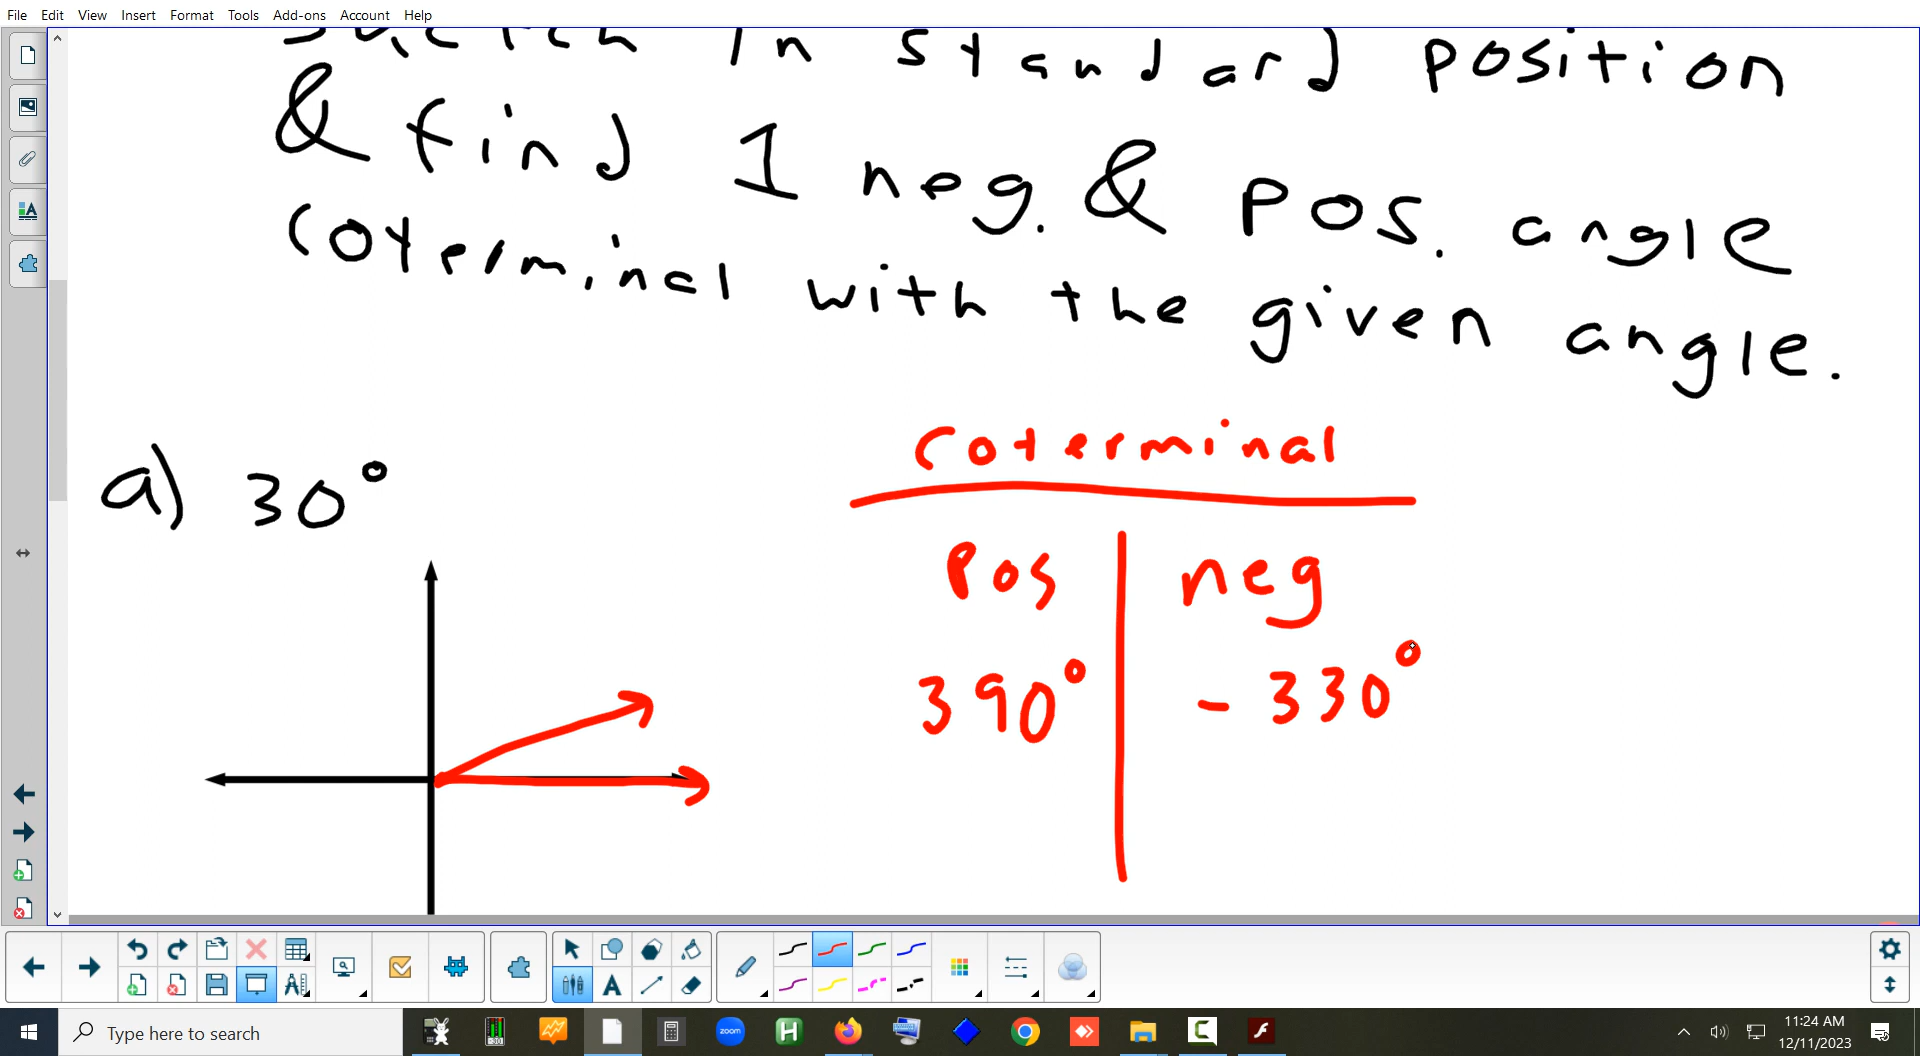 File Edit View Insert Format Tools Add-ons Account Help
sketch in standard position
& find 1 neg. & pos. angle
coterminal with the given angle.
a) 30°
coterminal
Pos neg
390° - 330°
Type here to search
zoom
11:24 AM
12/11/2023